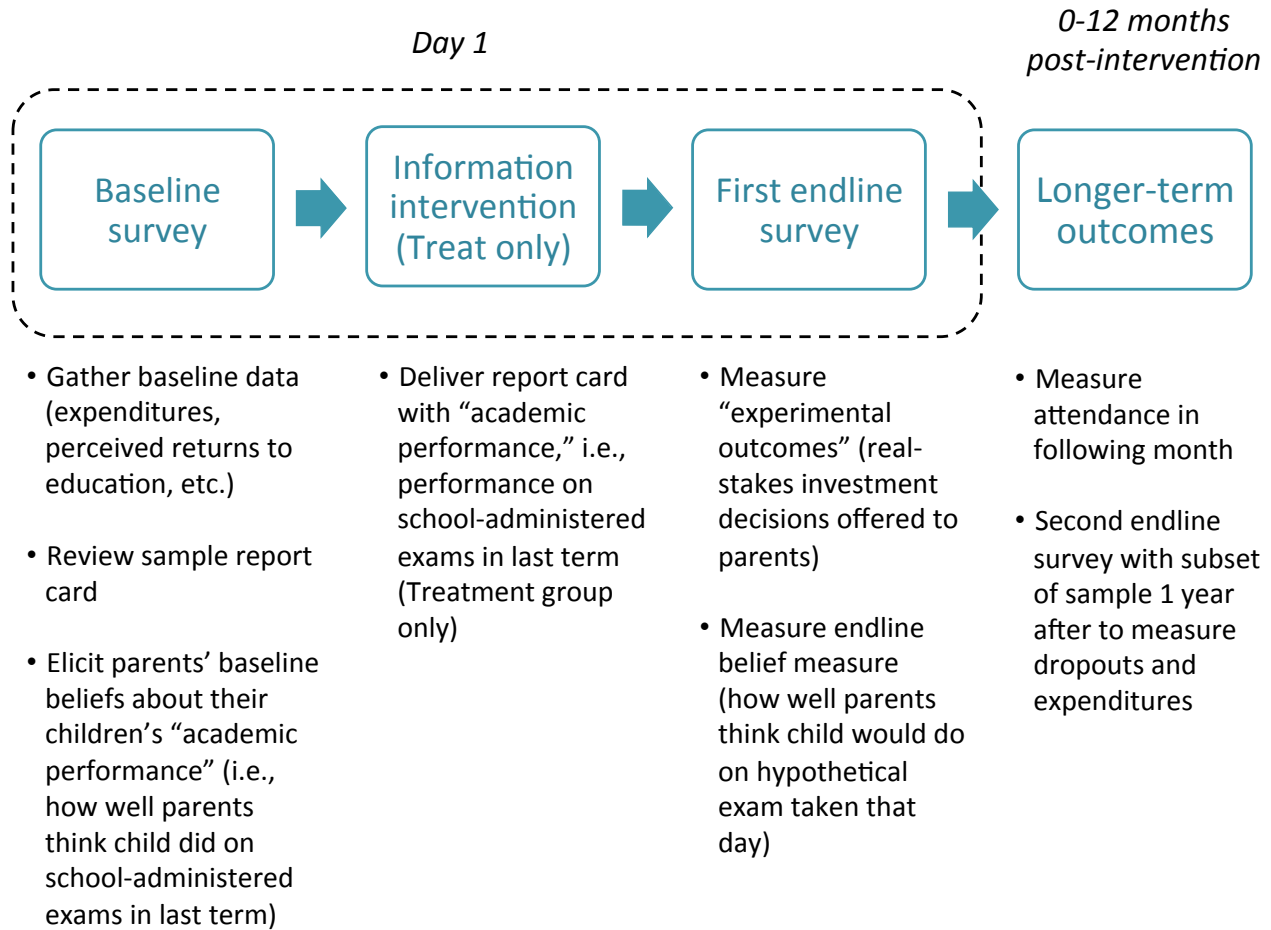 Day 1
0-12 months
post-intervention
Baseline
survey
Information
intervention
(Treat only)
First endline
survey
Longer-term
outcomes
• Gather baseline data
(expenditures,
perceived returns to
education, etc.)
• Review sample report
card
• Elicit parents’ baseline
beliefs about their
children’s “academic
performance” (i.e.,
how well parents
think child did on
school-administered
exams in last term)
• Deliver report card
with “academic
performance,” i.e.,
performance on
school-administered
exams in last term
(Treatment group
only)
• Measure
“experimental
outcomes” (real-
stakes investment
decisions offered to
parents)
• Measure endline
belief measure
(how well parents
think child would do
on hypothetical
exam taken that
day)
• Measure
attendance in
following month
• Second endline
survey with subset
of sample 1 year
after to measure
dropouts and
expenditures